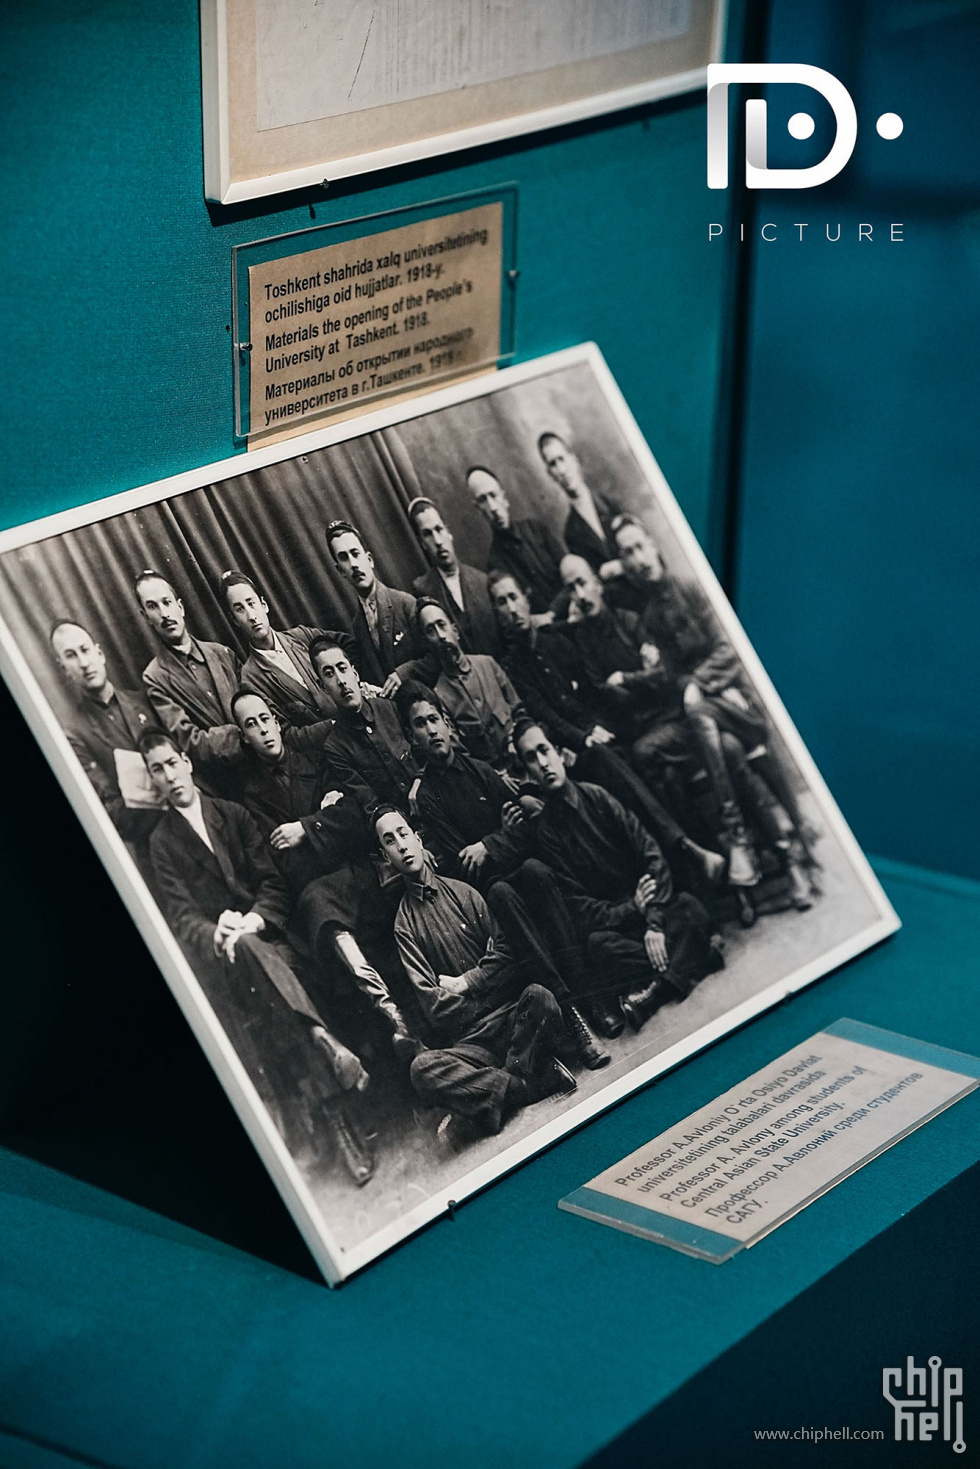 PICTURE
Toshkent shahrida xalq universitetining
ochilishiga oid hujjatlar. 1918-y.
Materials the opening of the People's
University at Tashkent. 1918.
Материалы об открытии народного
университета в г.Ташкенте. 1918 г.
Professor A.Avloniy O'rta Osiyo Davlat
universitetining talabalari davrasida
Professor A. Avlony among students of
Central Asian State University.
Профессор А.Авлоний среди студентов
САГУ.
chip
hell
www.chiphell.com